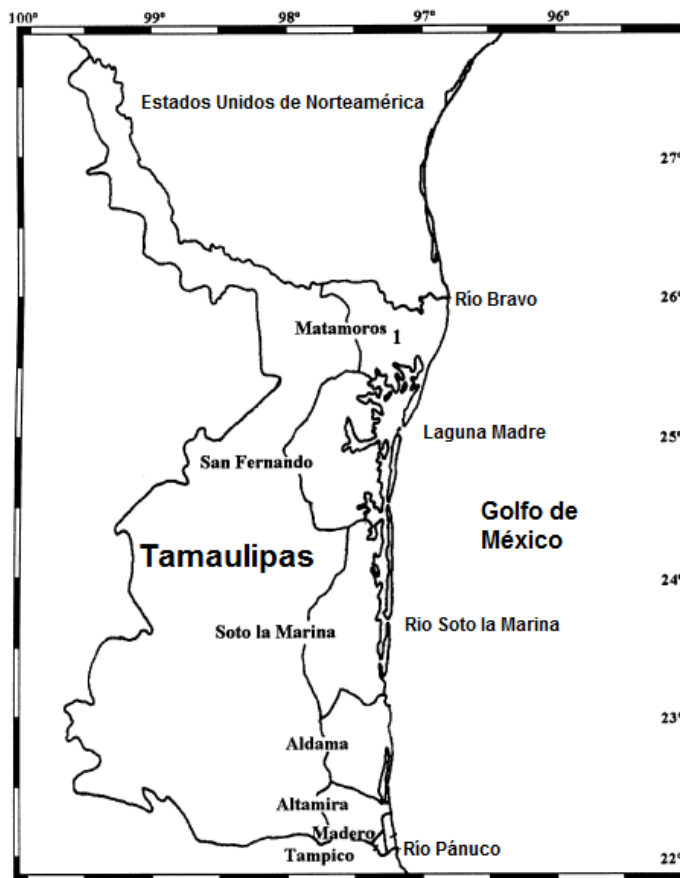 100° 99° 98° 97° 96°
Estados Unidos de Norteamérica
27°
26°
Río Bravo
Matamoros 1
Laguna Madre
25°
San Fernando
Golfo de
México
Tamaulipas
24°
Rio Soto la Marina
Soto la Marina
23°
Aldama
Altamira
Madero
Río Pánuco
Tampico
22°